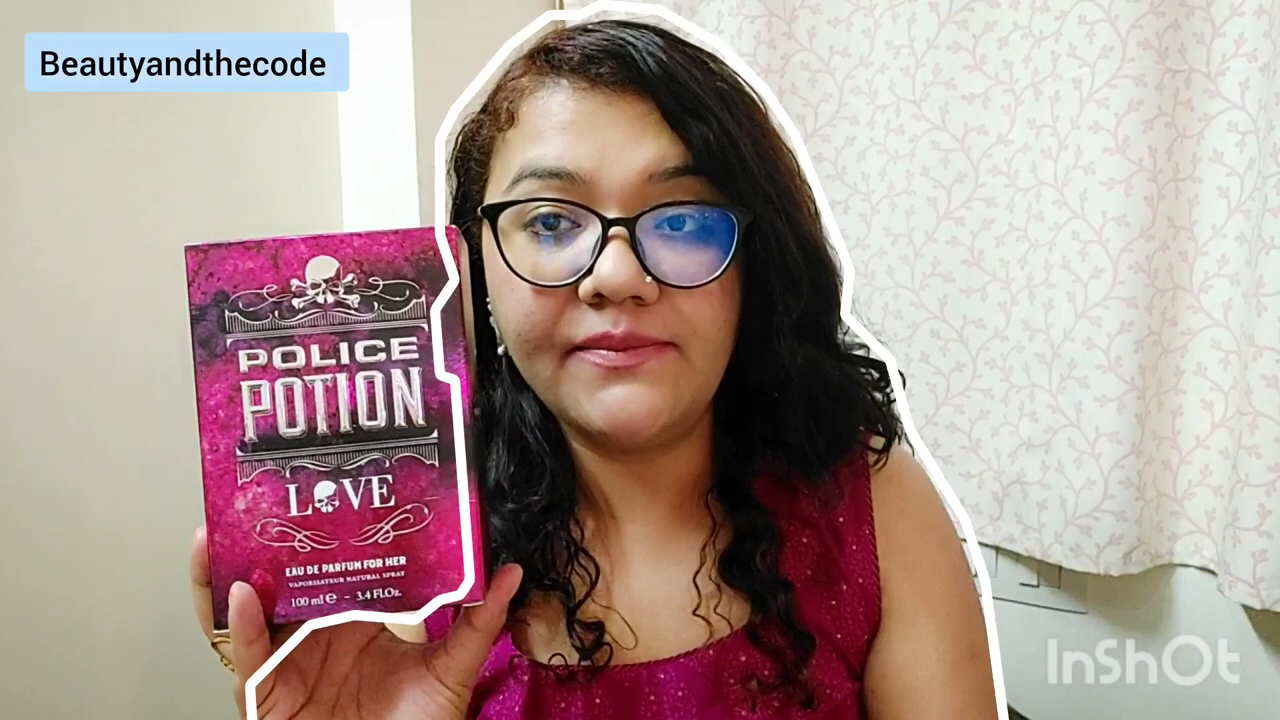 Beautyandthecode
POLICE
POTION
LOVE
EAU DE PARFUM FOR HER
VAPORISATEUR NATURAL SPRAY
100 ml e - 3.4 FL.Oz.
InShOt